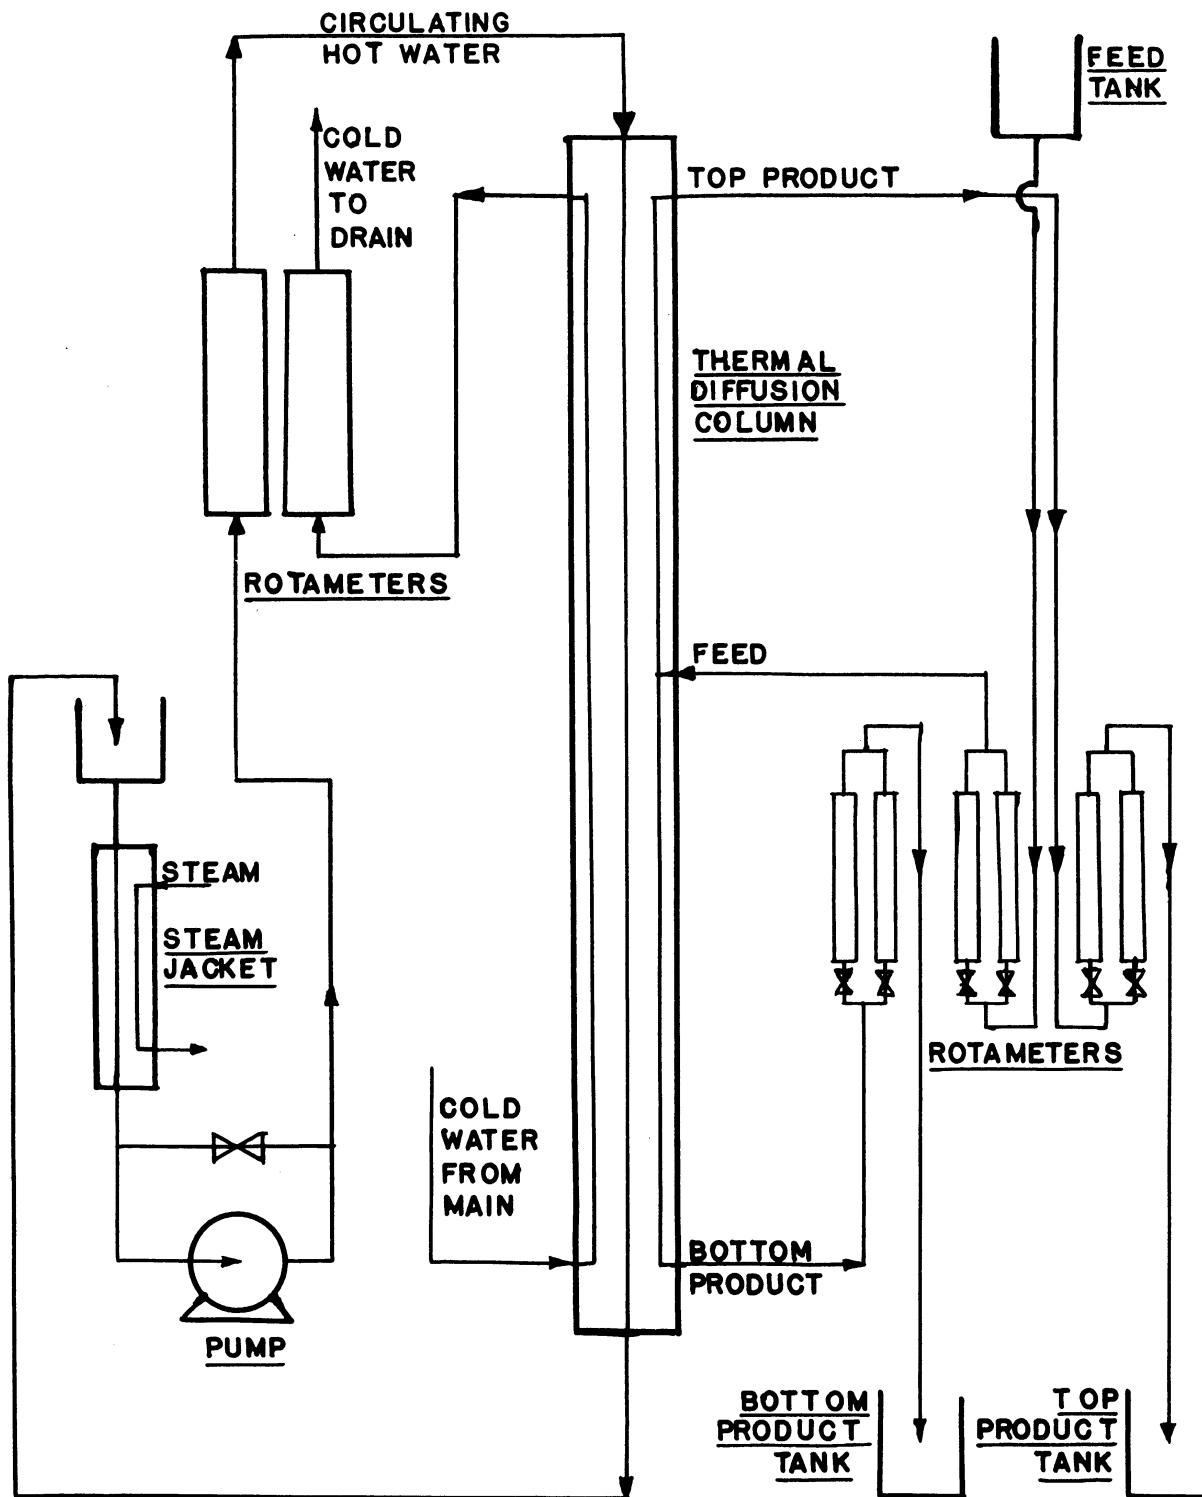 CIRCULATING
HOT WATER
FEED
TANK
COLD
WATER
TO
DRAIN
TOP PRODUCT
THERMAL
DIFFUSION
COLUMN
ROTAMETERS
FEED
STEAM
STEAM
JACKET
ROTAMETERS
COLD
WATER
FROM
MAIN
BOTTOM
PRODUCT
PUMP
BOTTOM
PRODUCT
TANK
TOP
PRODUCT
TANK